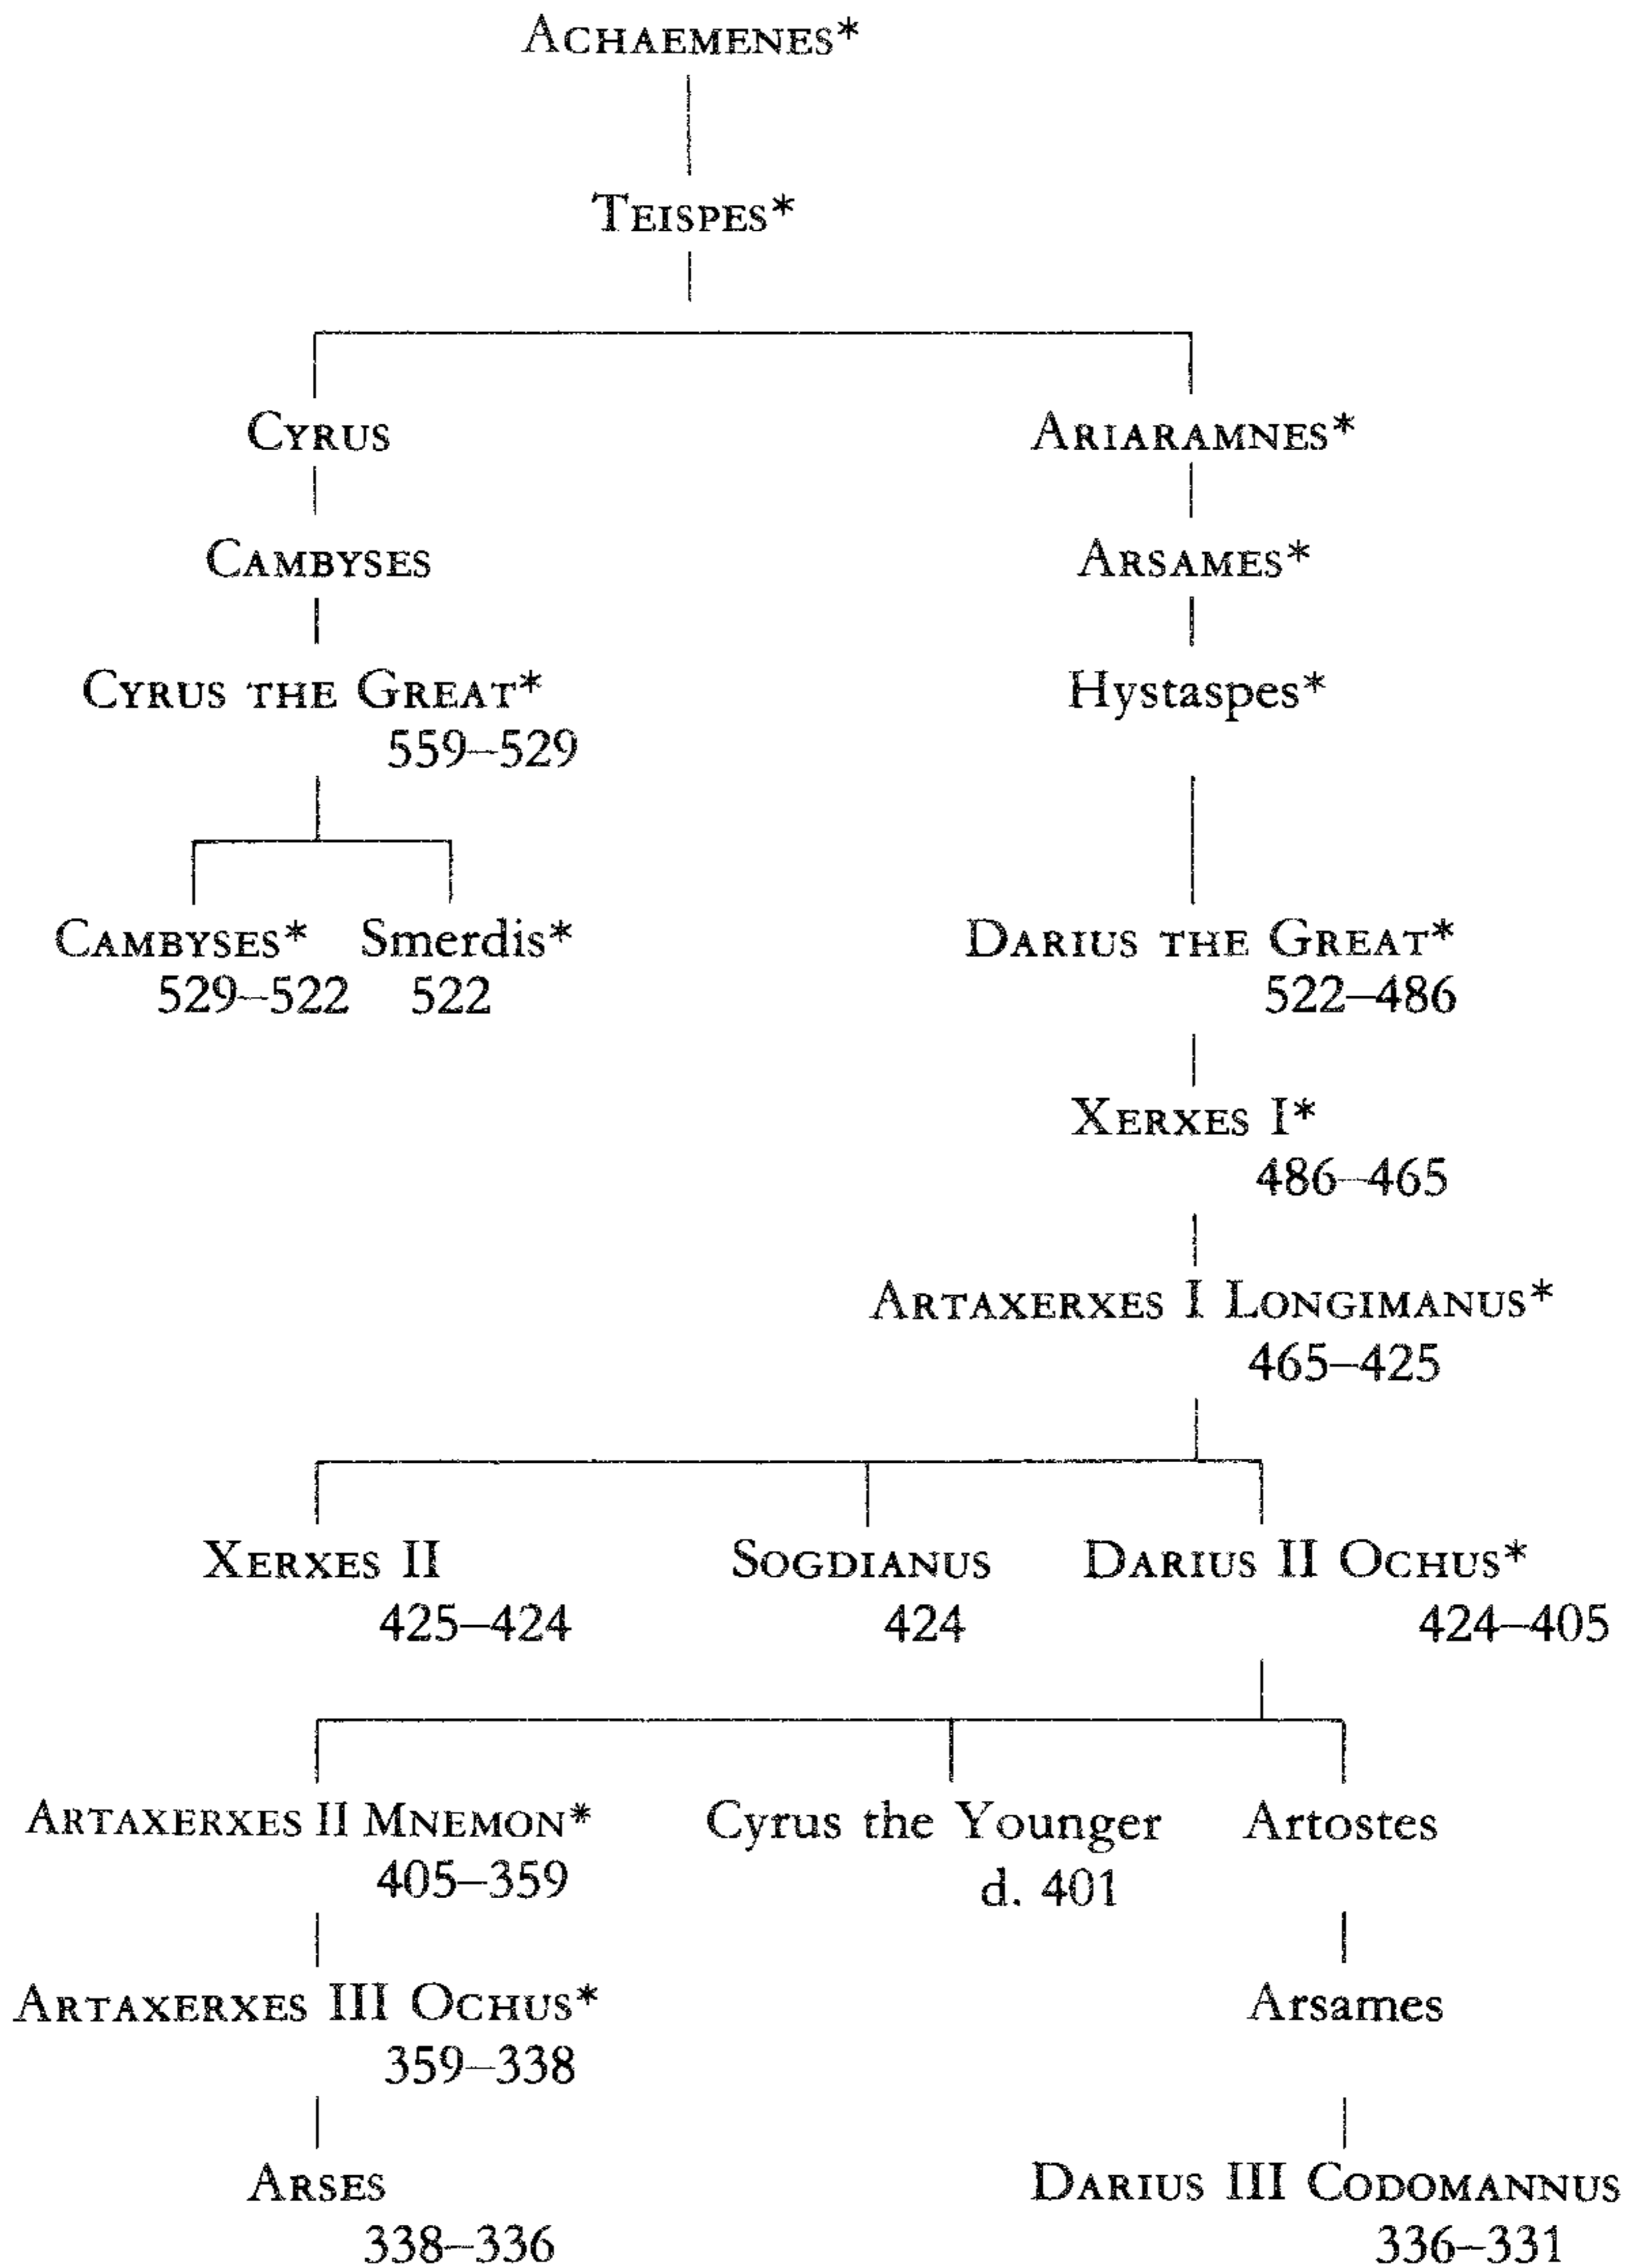 ACHAEMENES*
TEISPES*
CYRUS ARIARAMNES*
CAMBYSES ARSAMES*
CYRUS THE GREAT* Hystaspes*
559–529
CAMBYSES* Smerdis* DARIUS THE GREAT*
529–522 522 522–486
XERXES I*
486–465
ARTAXERXES I LONGIMANUS*
465–425
XERXES II SOGDIANUS DARIUS II OCHUS*
425–424 424 424–405
ARTAXERXES II MNEMON* Cyrus the Younger Artostes
405–359 d. 401
ARTAXERXES III OCHUS* Arsames
359–338
ARSES DARIUS III CODOMANNUS
338–336 336–331